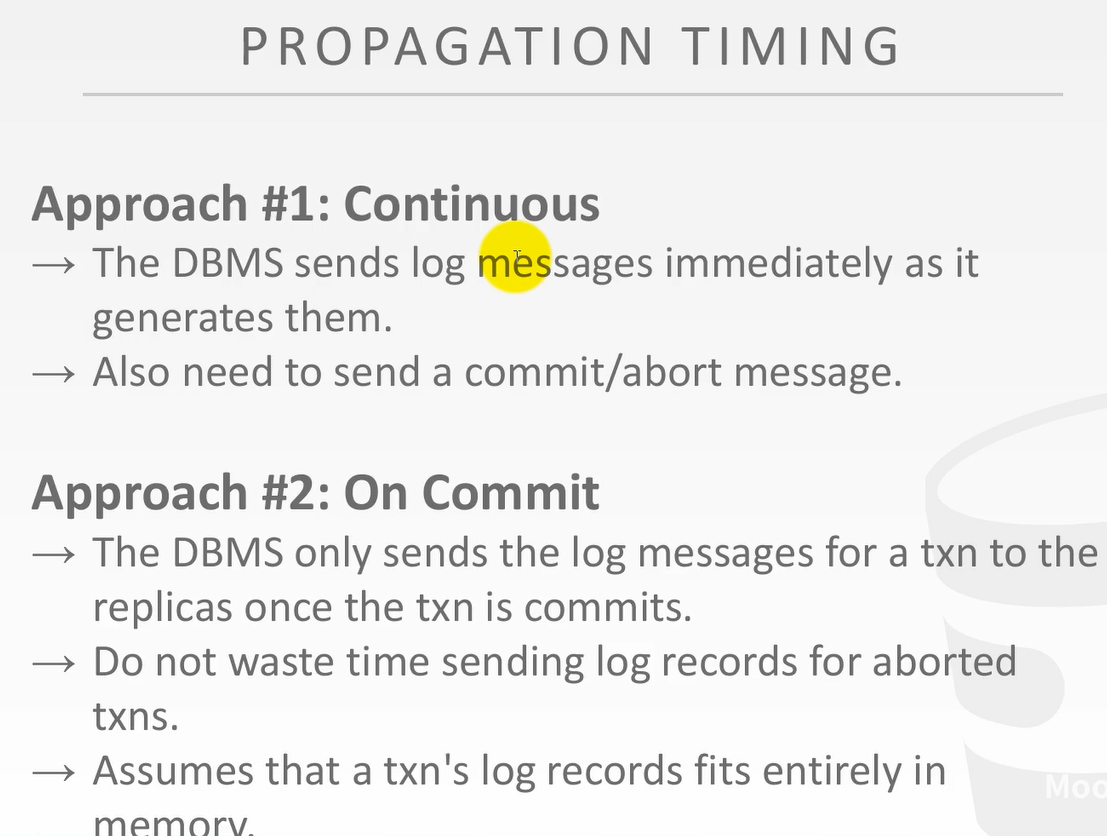 PROPAGATION TIMING
Approach #1: Continuous
→ The DBMS sends log messages immediately as it
generates them.
→ Also need to send a commit/abort message.
Approach #2: On Commit
→ The DBMS only sends the log messages for a txn to the
replicas once the txn is commits.
→ Do not waste time sending log records for aborted
txns.
→ Assumes that a txn's log records fits entirely in
memory.